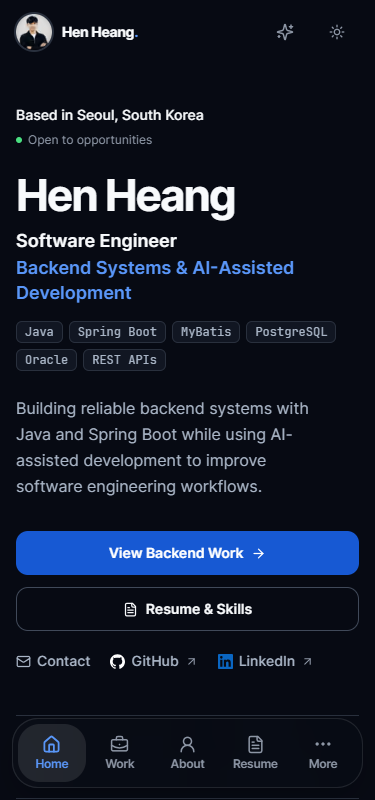 Hen Heang.
Based in Seoul, South Korea
Open to opportunities
Hen Heang
Software Engineer
Backend Systems & AI-Assisted
Development
Java Spring Boot MyBatis PostgreSQL
Oracle REST APIs
Building reliable backend systems with
Java and Spring Boot while using AI-
assisted development to improve
software engineering workflows.
View Backend Work →
Resume & Skills
Contact GitHub ↗ LinkedIn ↗
Home Work About Resume More